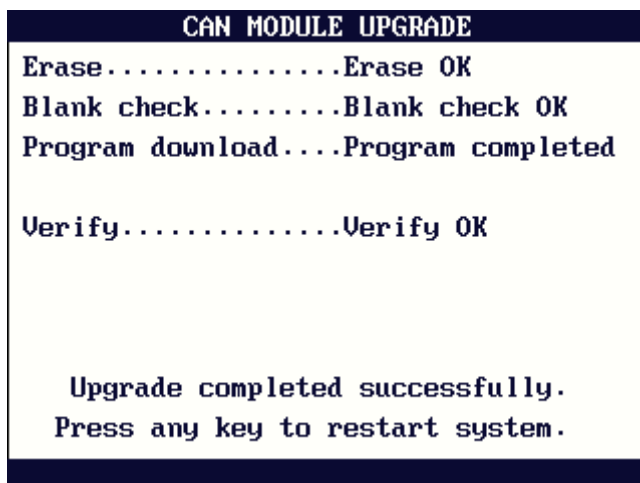 CAN MODULE UPGRADE
Erase...............Erase OK
Blank check.........Blank check OK
Program download....Program completed
Verify..............Verify OK
Upgrade completed successfully.
Press any key to restart system.